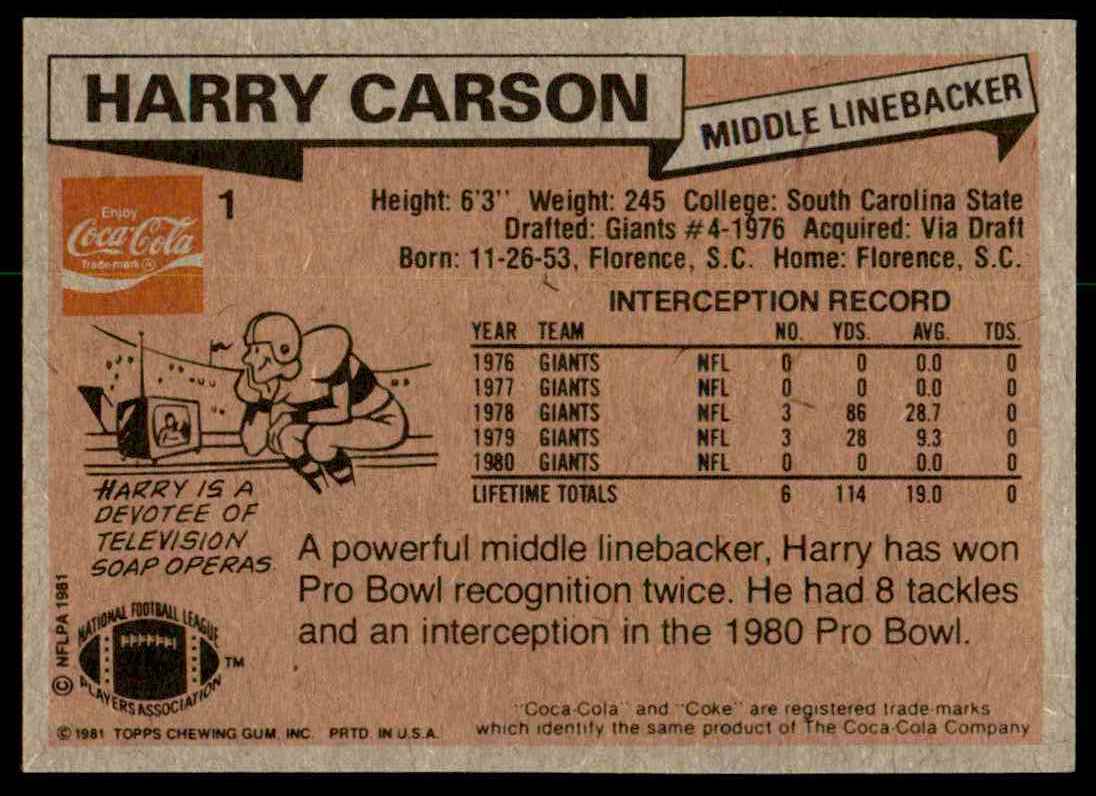 HARRY CARSON
MIDDLE LINEBACKER
Enjoy
Coca-Cola
Trade-mark ®
1
Height: 6'3" Weight: 245 College: South Carolina State
Drafted: Giants #4-1976 Acquired: Via Draft
Born: 11-26-53, Florence, S.C. Home: Florence, S.C.
INTERCEPTION RECORD
YEAR TEAM NO. YDS. AVG. TDS.
1976 GIANTS NFL 0 0 0.0 0
1977 GIANTS NFL 0 0 0.0 0
1978 GIANTS NFL 3 86 28.7 0
1979 GIANTS NFL 3 28 9.3 0
1980 GIANTS NFL 0 0 0.0 0
LIFETIME TOTALS 6 114 19.0 0
HARRY IS A
DEVOTEE OF
TELEVISION
SOAP OPERAS
A powerful middle linebacker, Harry has won
Pro Bowl recognition twice. He had 8 tackles
and an interception in the 1980 Pro Bowl.
© NFLPA 1981
NATIONAL FOOTBALL LEAGUE
PLAYERS ASSOCIATION
TM
"Coca-Cola" and "Coke" are registered trade-marks
which identify the same product of The Coca-Cola Company
© 1981 TOPPS CHEWING GUM, INC. PRTD. IN U.S.A.